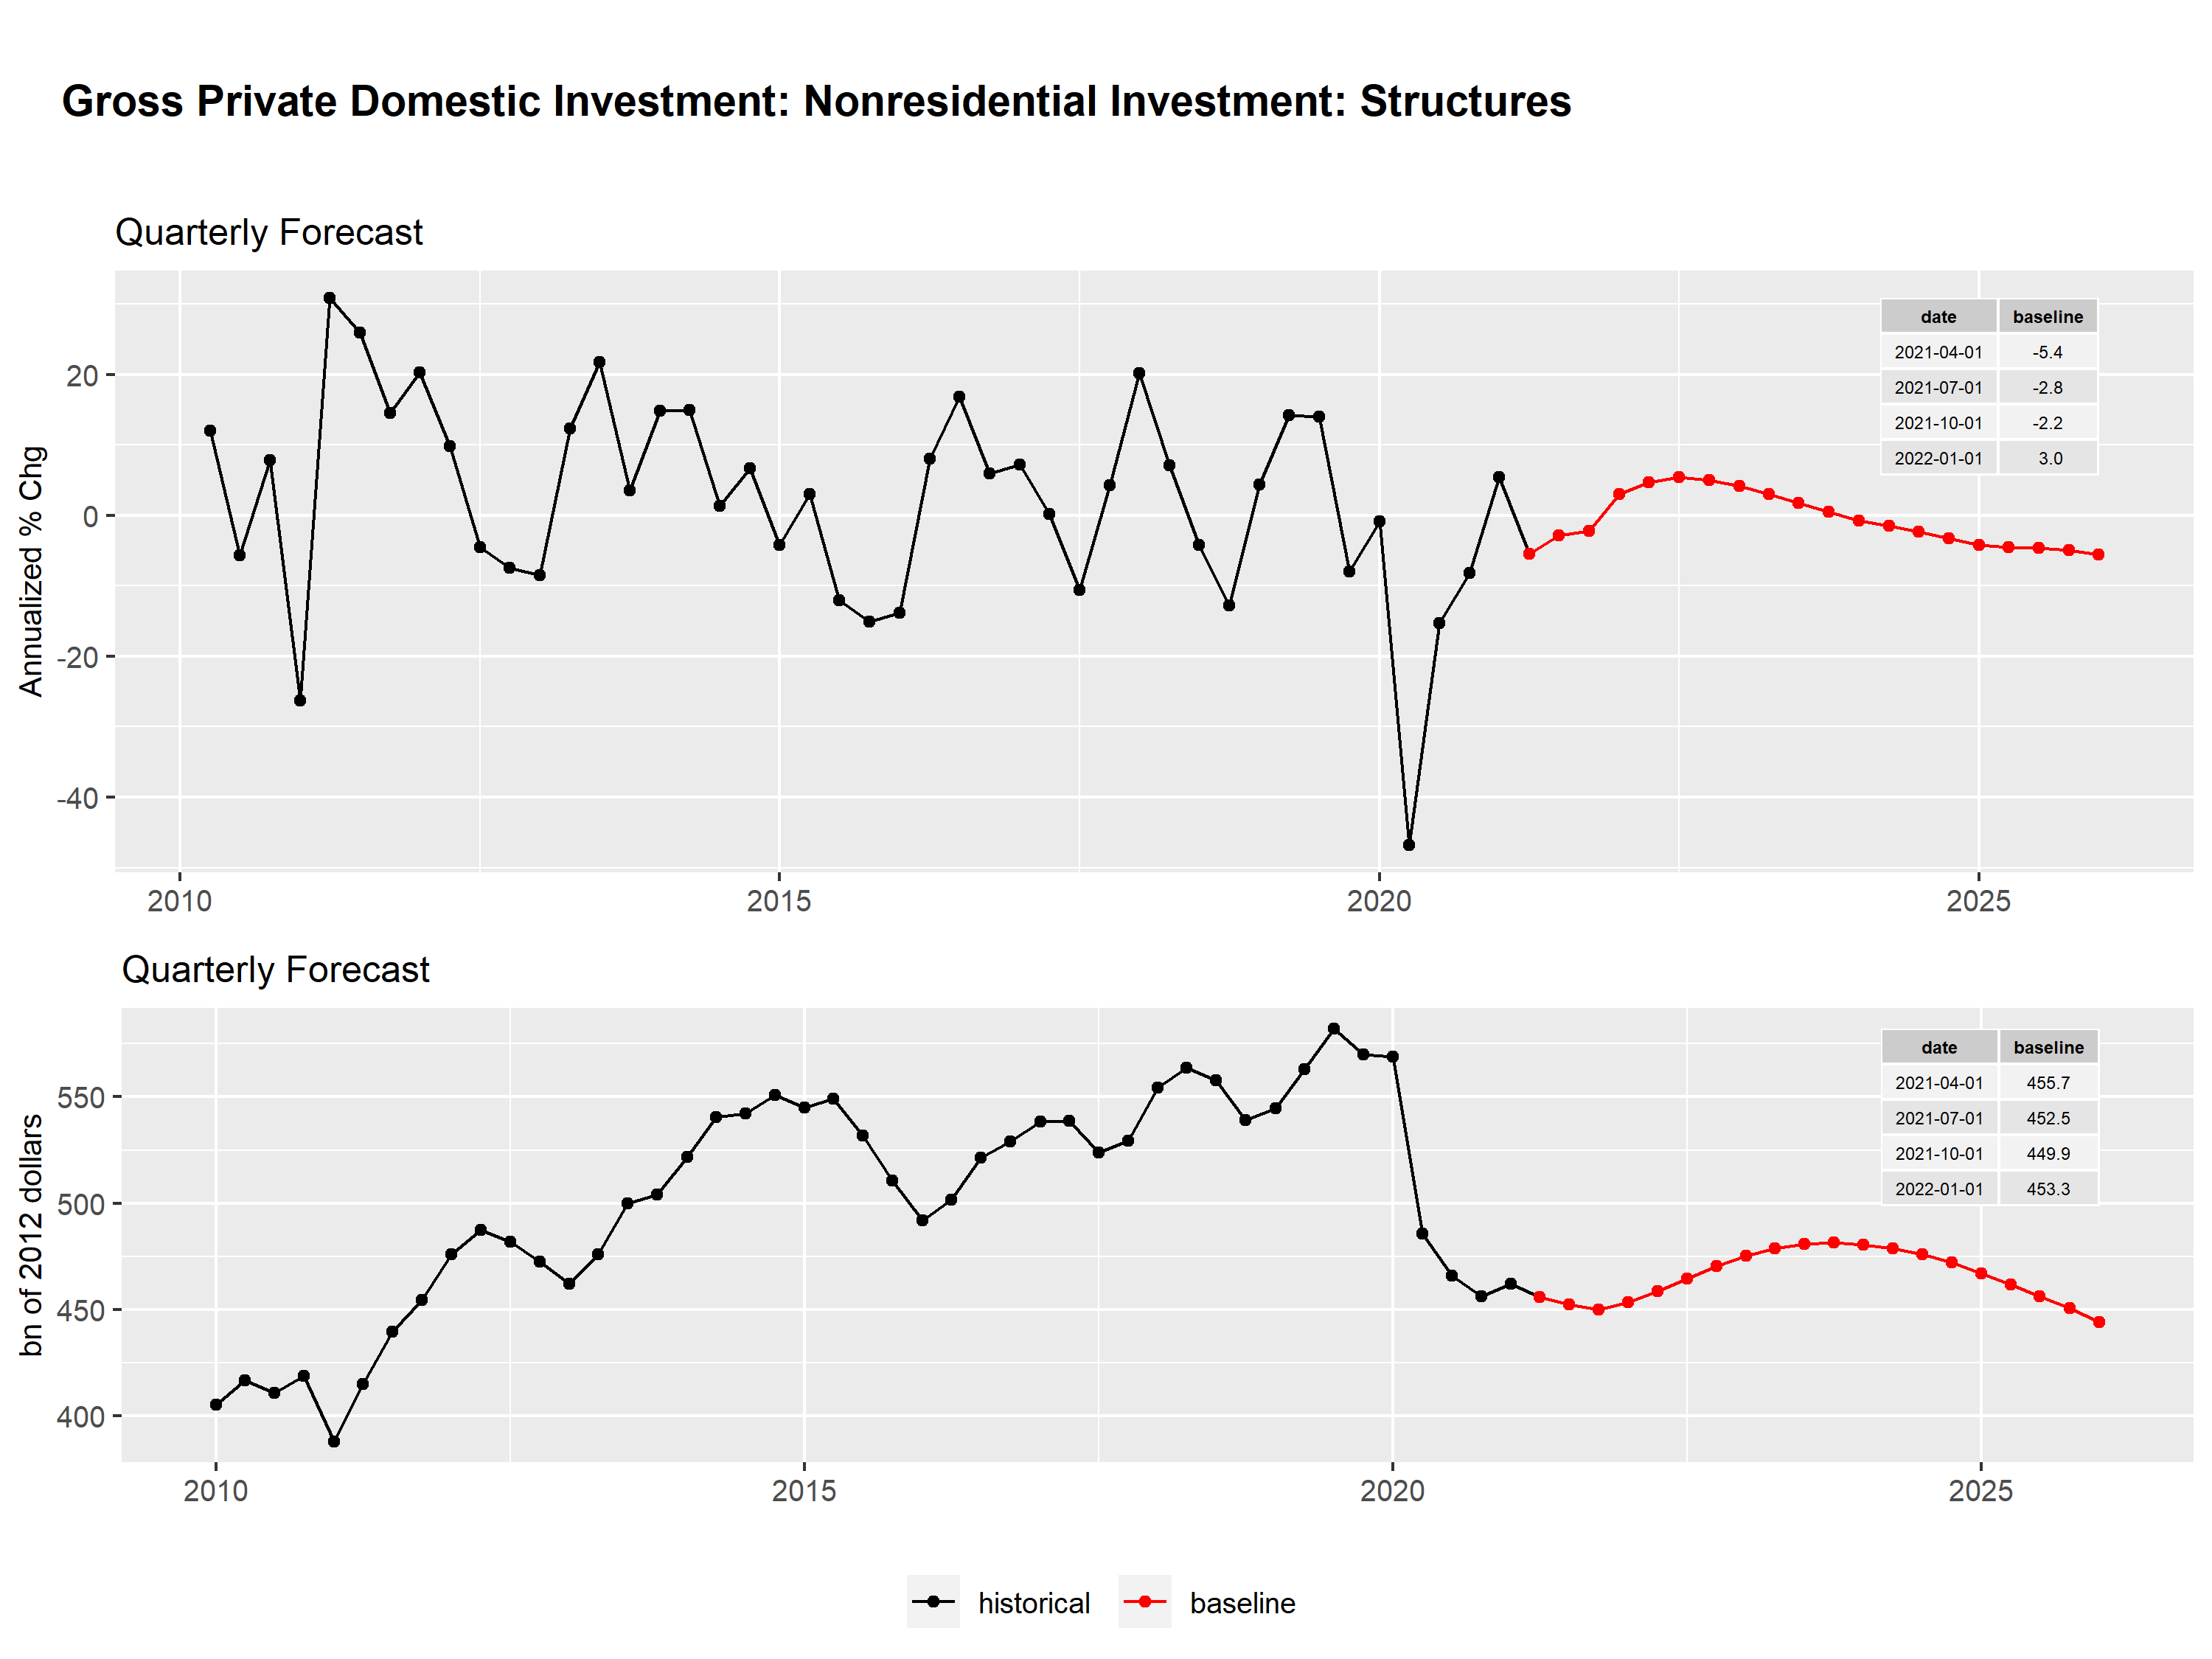 Gross Private Domestic Investment: Nonresidential Investment: Structures
Quarterly Forecast
Annualized % Chg
20
0
-20
-40
date baseline
2021-04-01 -5.4
2021-07-01 -2.8
2021-10-01 -2.2
2022-01-01 3.0
2010 2015 2020 2025
Quarterly Forecast
bn of 2012 dollars
550
500
450
400
date baseline
2021-04-01 455.7
2021-07-01 452.5
2021-10-01 449.9
2022-01-01 453.3
2010 2015 2020 2025
historical baseline